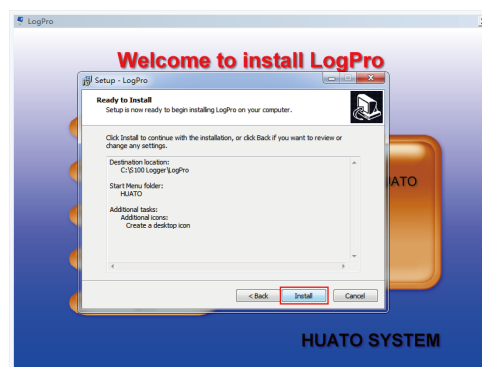 LogPro
Welcome to install LogPro
Setup - LogPro
Ready to Install
Setup is now ready to begin installing LogPro on your computer.
Click Install to continue with the installation, or click Back if you want to review or
change any settings.
Destination location:
C:\S100 Logger\LogPro
Start Menu folder:
HUATO
Additional tasks:
Additional icons:
Create a desktop icon
< Back
Install
Cancel
HUATO SYSTEM